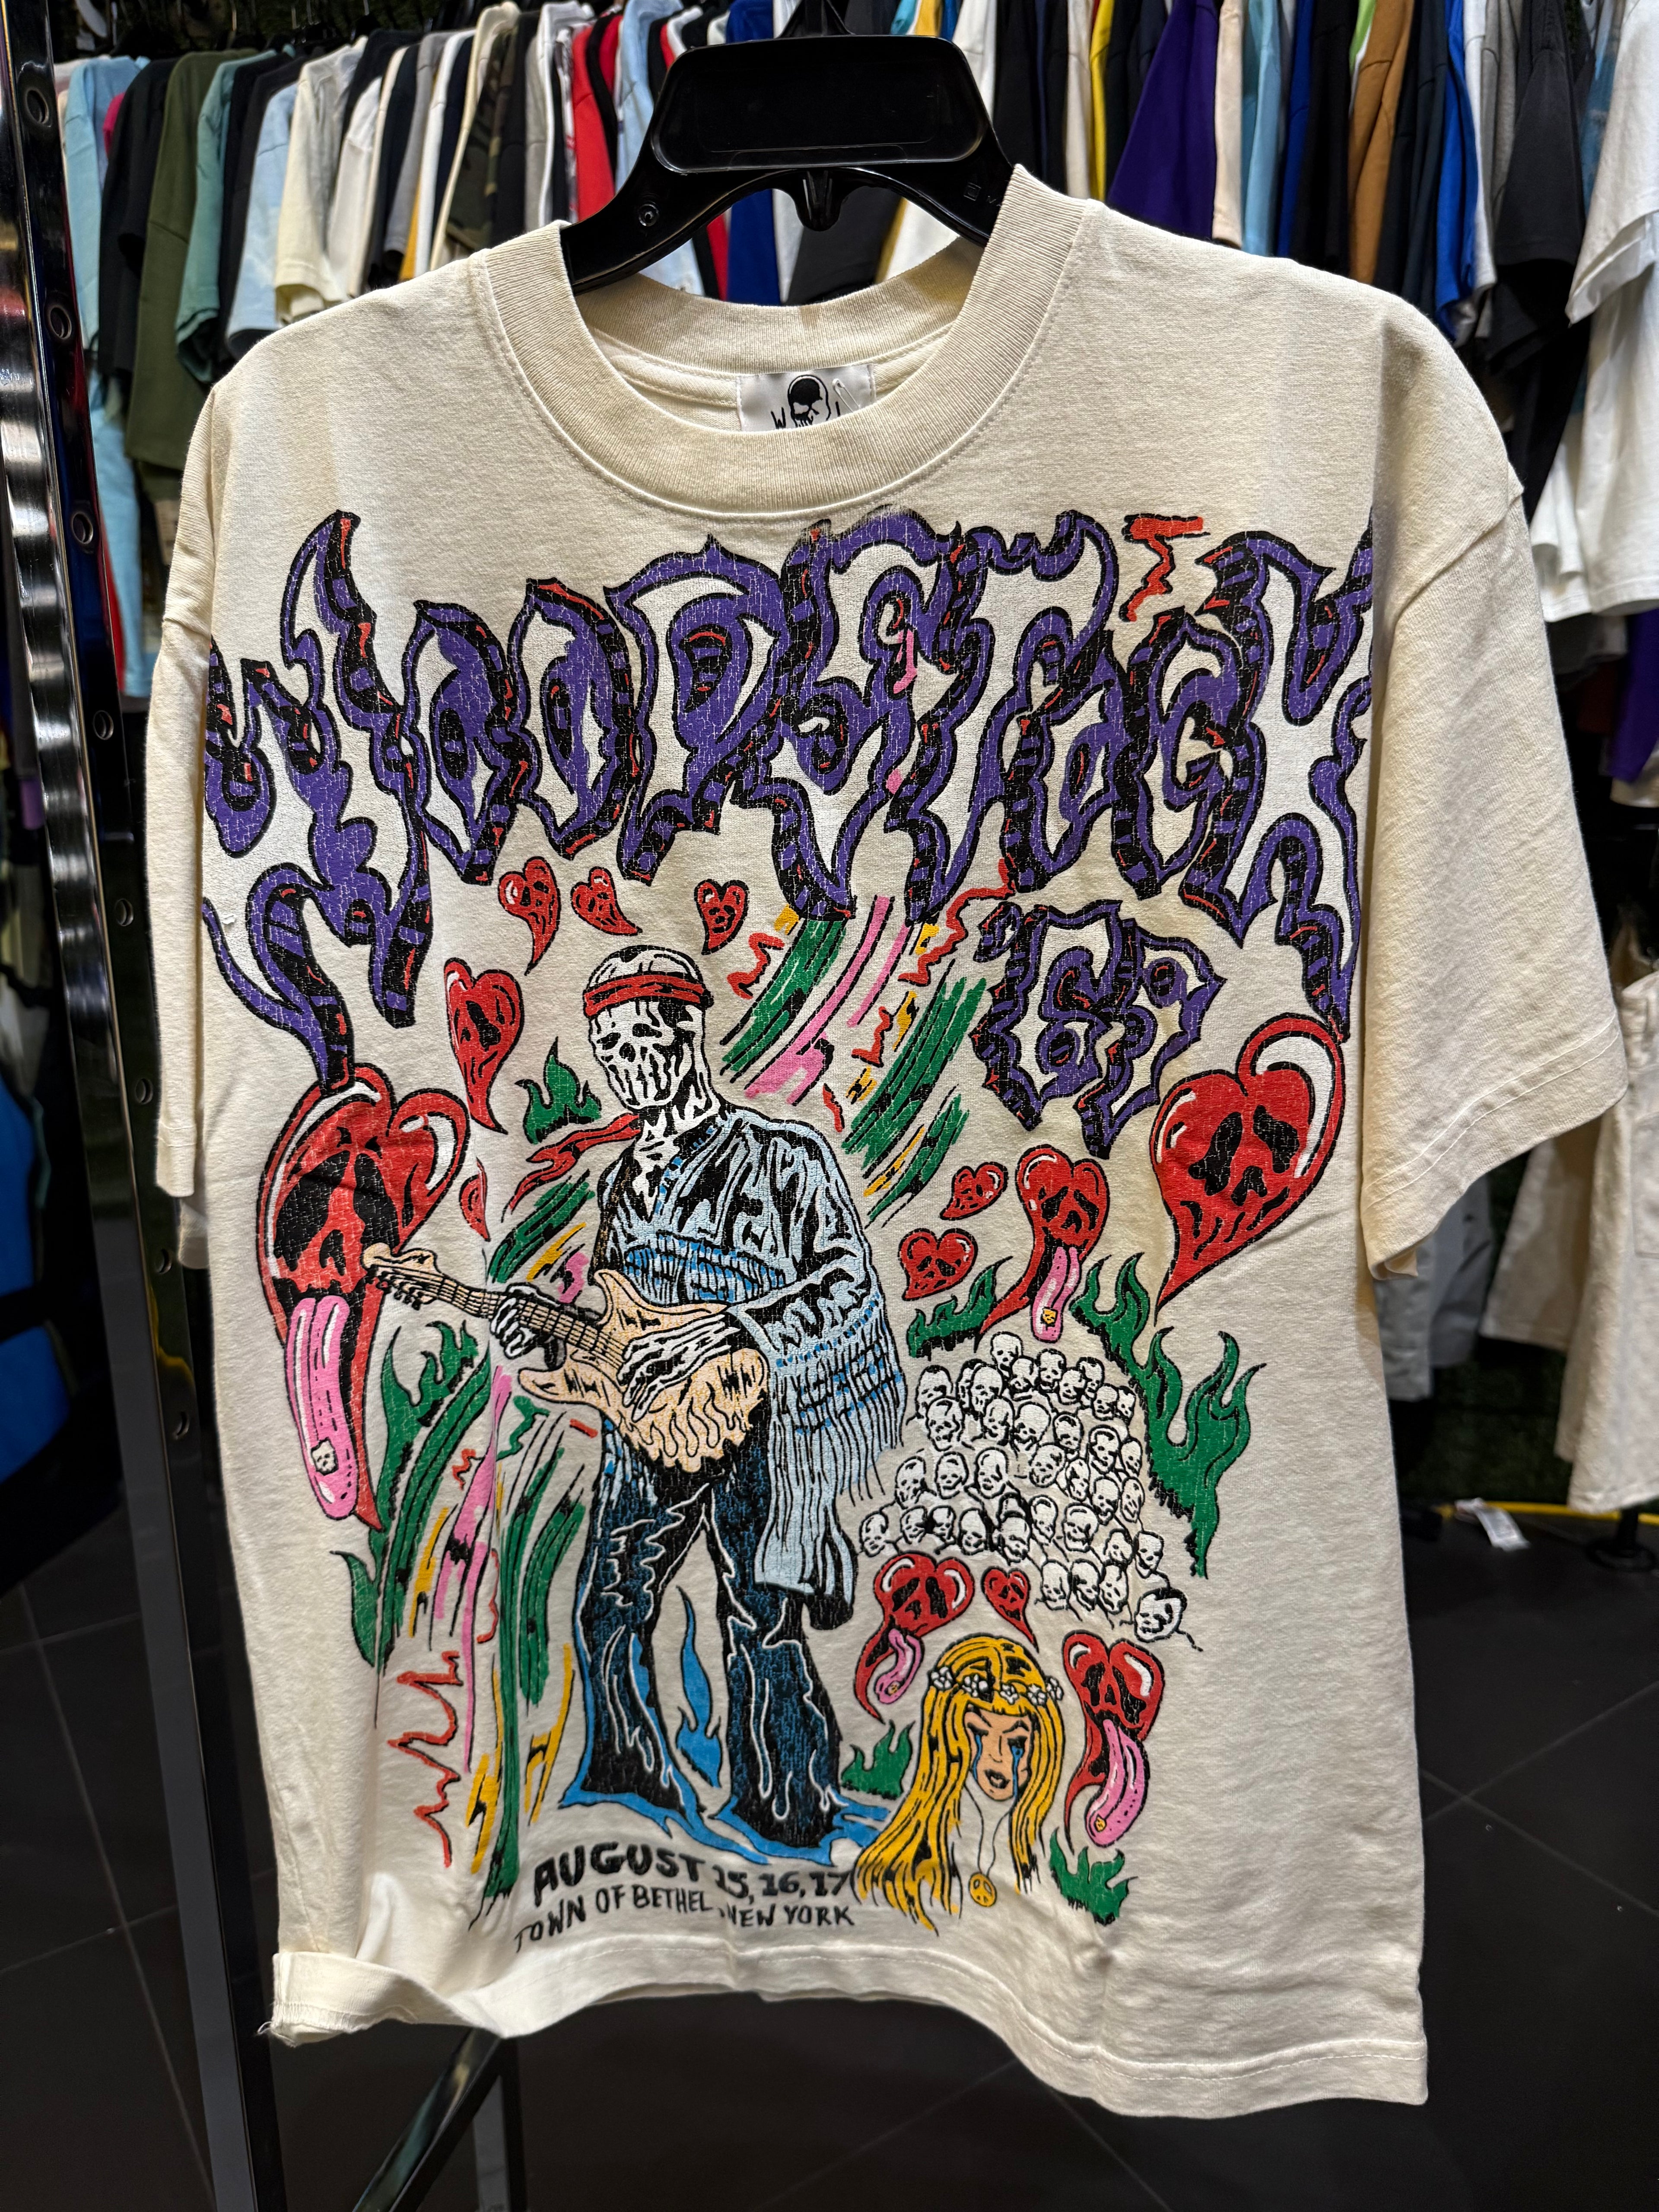 WOODSTOCK
69
AUGUST 15, 16, 17
TOWN OF BETHEL, NEW YORK